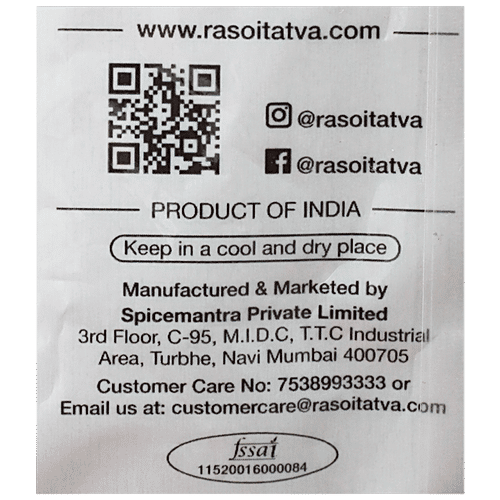 www.rasoitatva.com
@rasoitatva
@rasoitatva
PRODUCT OF INDIA
Keep in a cool and dry place
Manufactured & Marketed by
Spicemantra Private Limited
3rd Floor, C-95, M.I.D.C, T.T.C Industrial
Area, Turbhe, Navi Mumbai 400705
Customer Care No: 7538993333 or
Email us at: customercare@rasoitatva.com
fssai
11520016000084